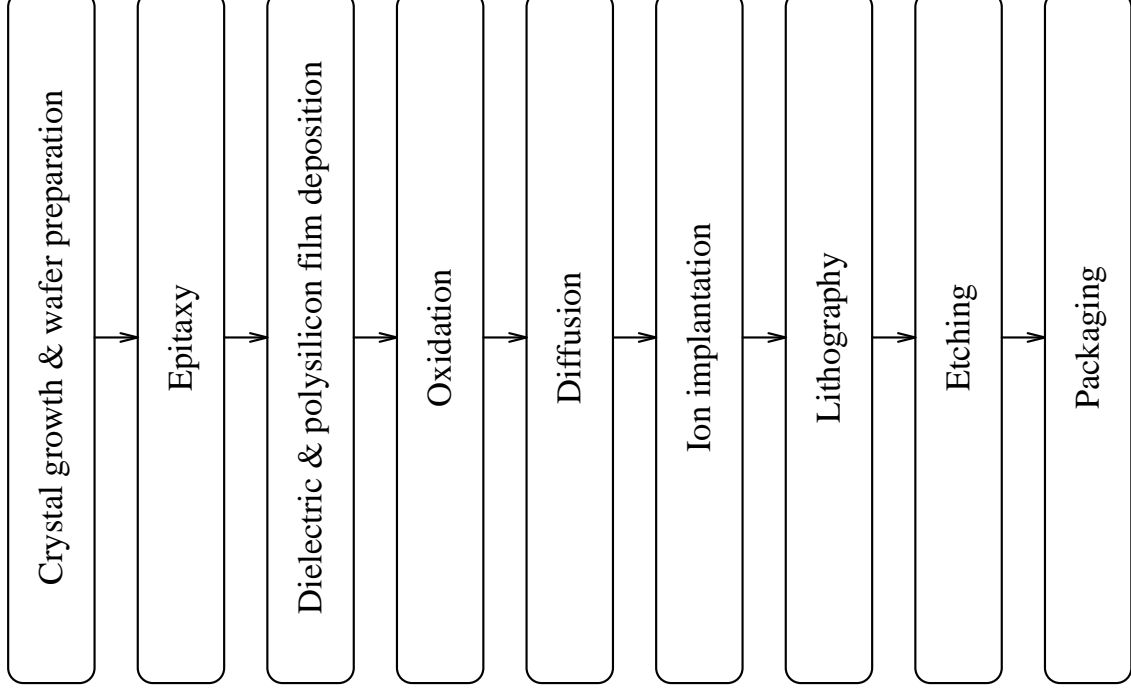 Crystal growth & wafer preparation
Epitaxy
Dielectric & polysilicon film deposition
Oxidation
Diffusion
Ion implantation
Lithography
Etching
Packaging